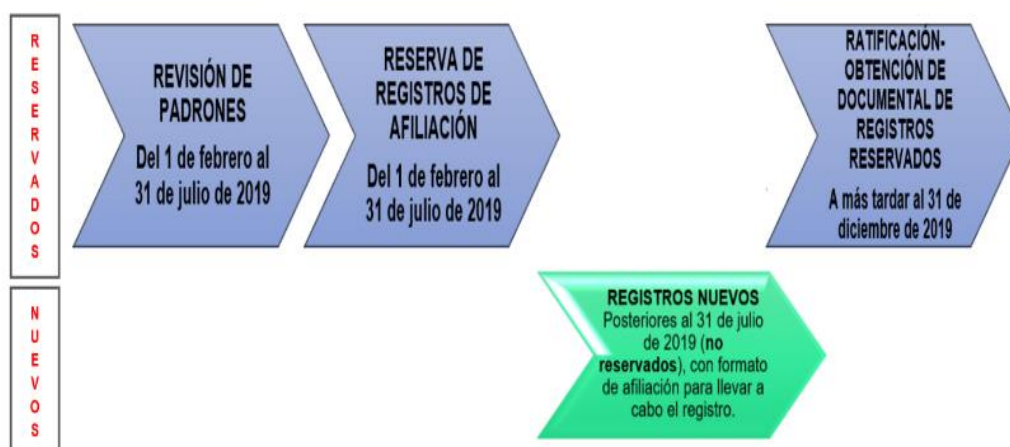 RESERVADOS
REVISIÓN DE
PADRONES
Del 1 de febrero al
31 de julio de 2019
RESERVA DE
REGISTROS DE
AFILIACIÓN
Del 1 de febrero al
31 de julio de 2019
RATIFICACIÓN-
OBTENCIÓN DE
DOCUMENTAL DE
REGISTROS
RESERVADOS
A más tardar al 31 de
diciembre de 2019
NUEVOS
REGISTROS NUEVOS
Posteriores al 31 de julio
de 2019 (no
reservados), con formato
de afiliación para llevar a
cabo el registro.